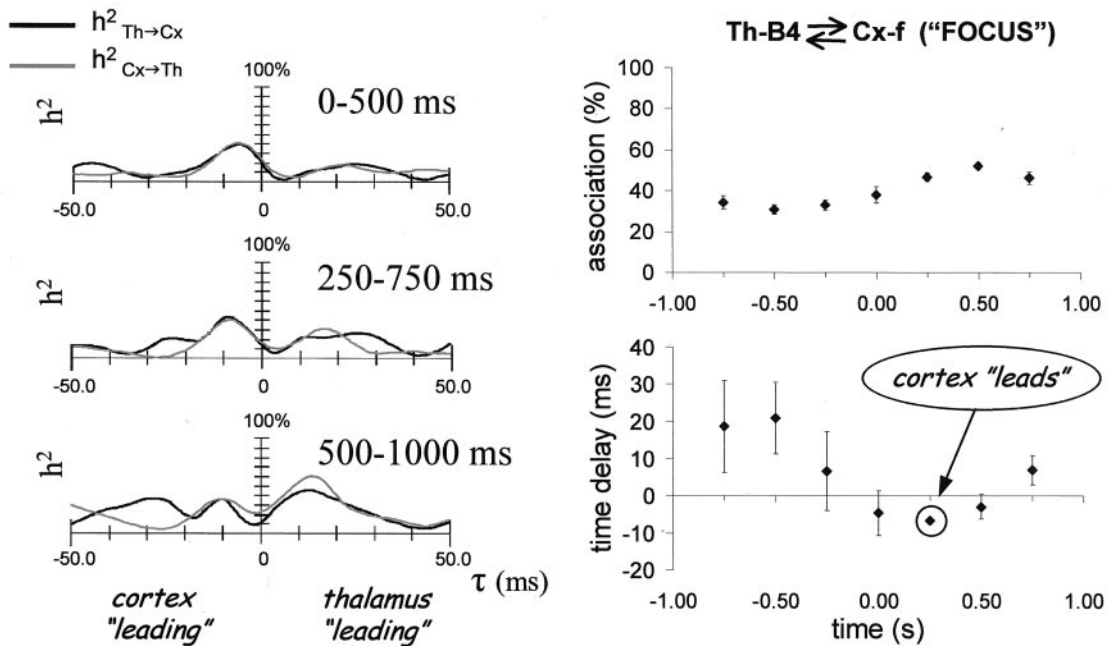 h² Th→Cx
h² Cx→Th
100%
h²
0-500 ms
-50.0 0 50.0
100%
h²
250-750 ms
-50.0 0 50.0
100%
h²
500-1000 ms
-50.0 0 50.0
τ (ms)
cortex thalamus
"leading" "leading"
Th-B4 ⇄ Cx-f ("FOCUS")
association (%)
100
80
60
40
20
0
-1.00 -0.50 0.00 0.50 1.00
time delay (ms)
40
30
20
10
0
-10
-20
cortex "leads"
-1.00 -0.50 0.00 0.50 1.00
time (s)